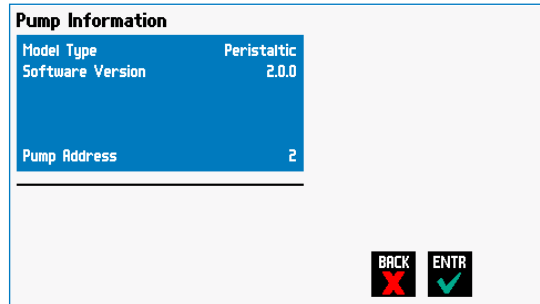 Pump Information
Model Type Peristaltic
Software Version 2.0.0
Pump Address 2
BACK ENTR